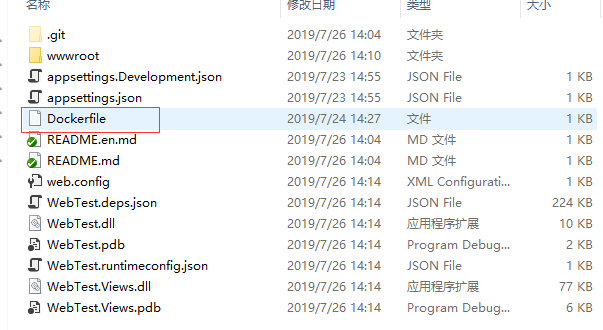 名称 修改日期 类型 大小
.git 2019/7/26 14:04 文件夹
wwwroot 2019/7/26 14:10 文件夹
appsettings.Development.json 2019/7/23 14:55 JSON File 1 KB
appsettings.json 2019/7/23 14:55 JSON File 1 KB
Dockerfile 2019/7/24 14:27 文件 1 KB
README.en.md 2019/7/26 14:04 MD 文件 1 KB
README.md 2019/7/26 14:04 MD 文件 1 KB
web.config 2019/7/26 14:14 XML Configurati... 1 KB
WebTest.deps.json 2019/7/26 14:14 JSON File 224 KB
WebTest.dll 2019/7/26 14:14 应用程序扩展 10 KB
WebTest.pdb 2019/7/26 14:14 Program Debug... 2 KB
WebTest.runtimeconfig.json 2019/7/26 14:14 JSON File 1 KB
WebTest.Views.dll 2019/7/26 14:14 应用程序扩展 77 KB
WebTest.Views.pdb 2019/7/26 14:14 Program Debug... 6 KB